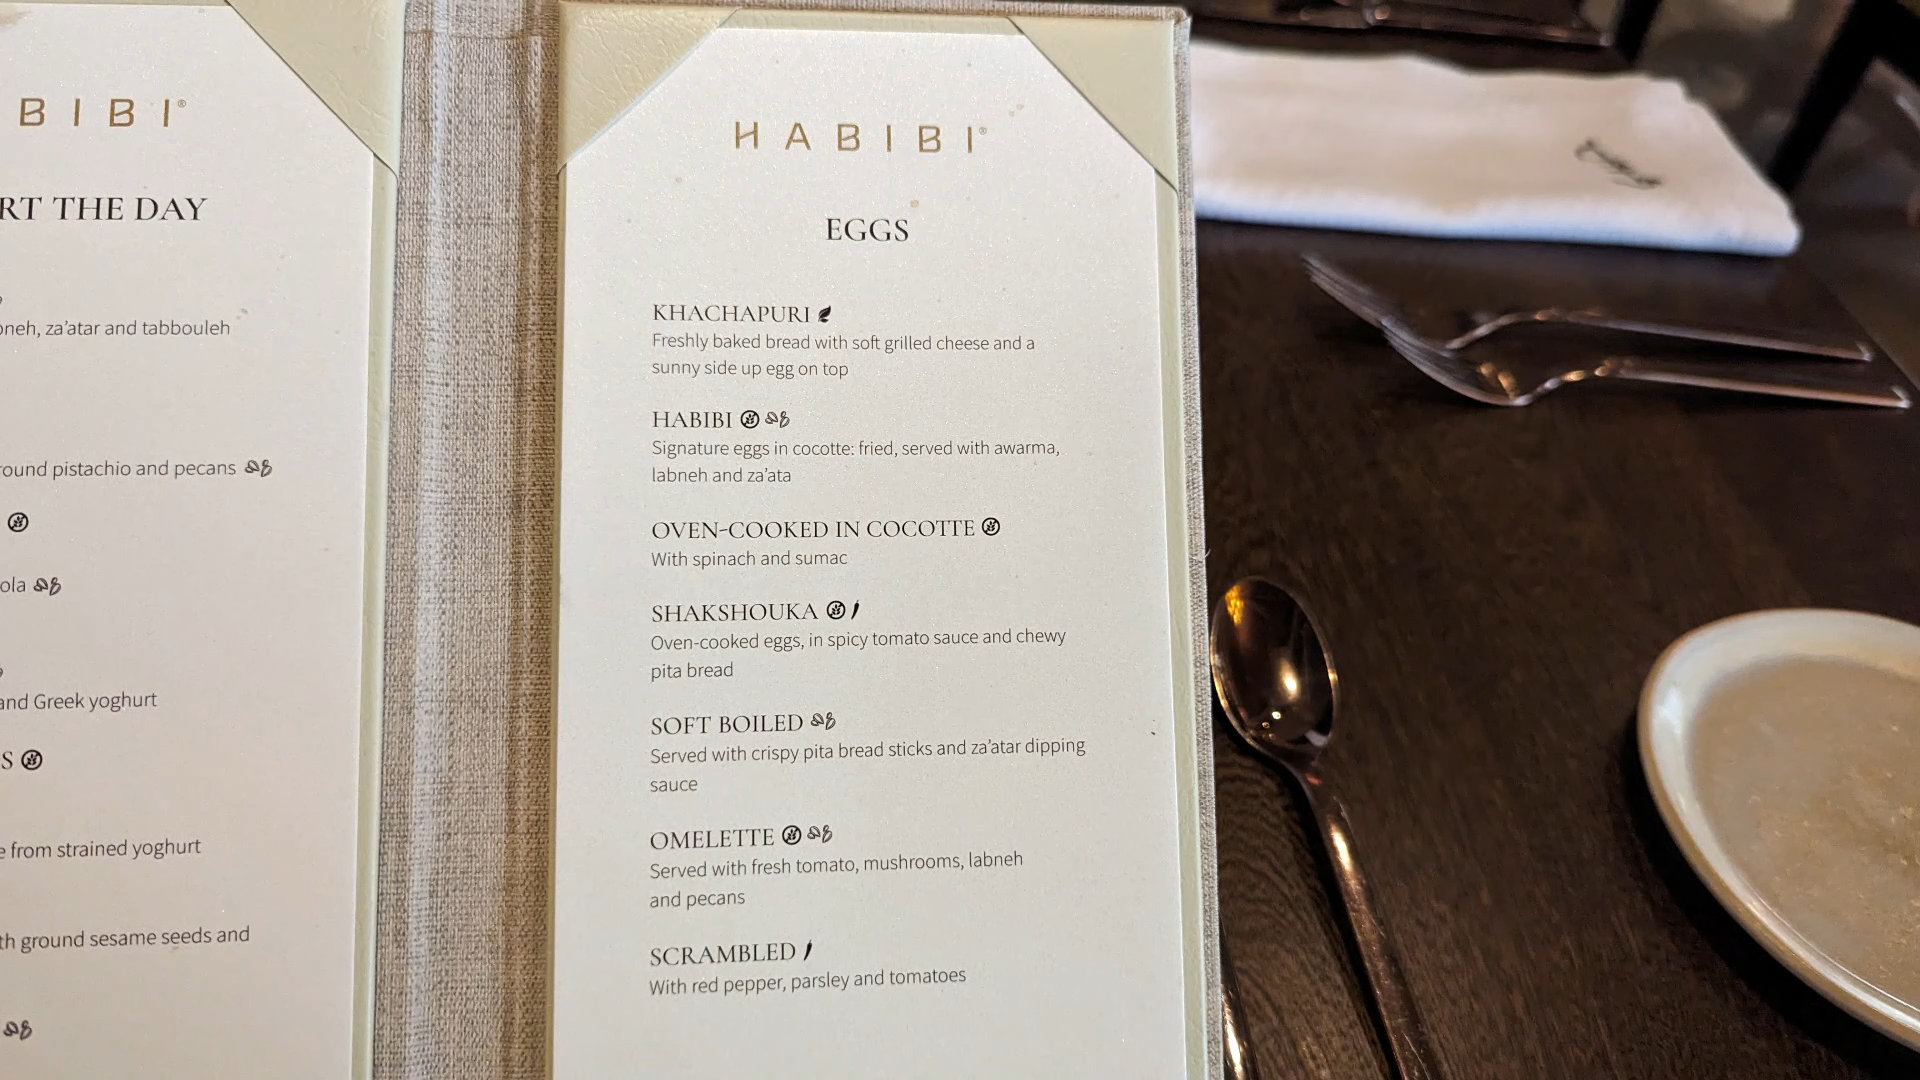 BIBI®
RT THE DAY
oneh, za'atar and tabbouleh
round pistachio and pecans
ola
and Greek yoghurt
S
e from strained yoghurt
th ground sesame seeds and
HABIBI®
EGGS
KHACHAPURI
Freshly baked bread with soft grilled cheese and a
sunny side up egg on top
HABIBI
Signature eggs in cocotte: fried, served with awarma,
labneh and za'ata
OVEN-COOKED IN COCOTTE
With spinach and sumac
SHAKSHOUKA
Oven-cooked eggs, in spicy tomato sauce and chewy
pita bread
SOFT BOILED
Served with crispy pita bread sticks and za'atar dipping
sauce
OMELETTE
Served with fresh tomato, mushrooms, labneh
and pecans
SCRAMBLED
With red pepper, parsley and tomatoes